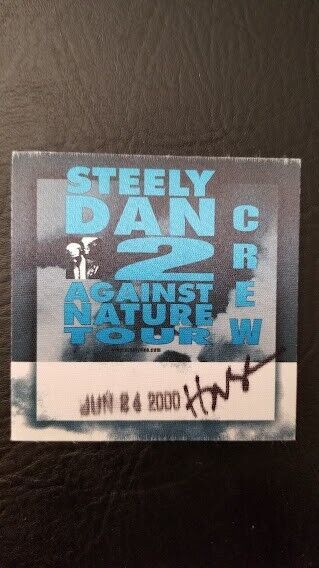 STEELY
DAN
2
AGAINST
NATURE
TOUR
CREW
JUN 24 2000